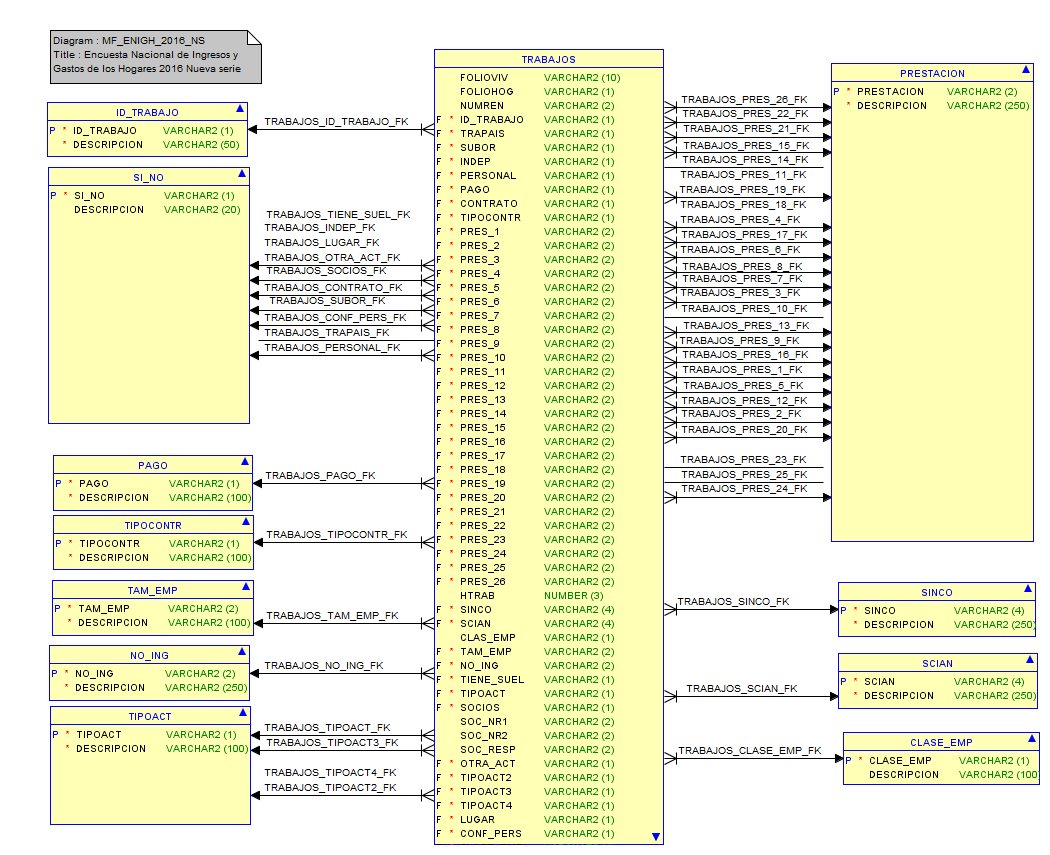 Diagram : MF_ENIGH_2016_NS
Title : Encuesta Nacional de Ingresos y
Gastos de los Hogares 2016 Nueva serie
ID_TRABAJO
P * ID_TRABAJO VARCHAR2 (1)
* DESCRIPCION VARCHAR2 (50)
SI_NO
P * SI_NO VARCHAR2 (1)
DESCRIPCION VARCHAR2 (20)
PAGO
P * PAGO VARCHAR2 (1)
* DESCRIPCION VARCHAR2 (100)
TIPOCONTR
P * TIPOCONTR VARCHAR2 (1)
* DESCRIPCION VARCHAR2 (100)
TAM_EMP
P * TAM_EMP VARCHAR2 (2)
* DESCRIPCION VARCHAR2 (100)
NO_ING
P * NO_ING VARCHAR2 (2)
* DESCRIPCION VARCHAR2 (250)
TIPOACT
P * TIPOACT VARCHAR2 (1)
* DESCRIPCION VARCHAR2 (100)
TRABAJOS_ID_TRABAJO_FK
TRABAJOS_TIENE_SUEL_FK
TRABAJOS_INDEP_FK
TRABAJOS_LUGAR_FK
TRABAJOS_OTRA_ACT_FK
TRABAJOS_SOCIOS_FK
TRABAJOS_CONTRATO_FK
TRABAJOS_SUBOR_FK
TRABAJOS_CONF_PERS_FK
TRABAJOS_TRAPAIS_FK
TRABAJOS_PERSONAL_FK
TRABAJOS_PAGO_FK
TRABAJOS_TIPOCONTR_FK
TRABAJOS_TAM_EMP_FK
TRABAJOS_NO_ING_FK
TRABAJOS_TIPOACT_FK
TRABAJOS_TIPOACT3_FK
TRABAJOS_TIPOACT4_FK
TRABAJOS_TIPOACT2_FK
TRABAJOS
FOLIOVIV VARCHAR2 (10)
FOLIOHOG VARCHAR2 (1)
NUMREN VARCHAR2 (2)
F * ID_TRABAJO VARCHAR2 (1)
F * TRAPAIS VARCHAR2 (1)
F * SUBOR VARCHAR2 (1)
F * INDEP VARCHAR2 (1)
F * PERSONAL VARCHAR2 (1)
F * PAGO VARCHAR2 (1)
F * CONTRATO VARCHAR2 (1)
F * TIPOCONTR VARCHAR2 (1)
F * PRES_1 VARCHAR2 (2)
F * PRES_2 VARCHAR2 (2)
F * PRES_3 VARCHAR2 (2)
F * PRES_4 VARCHAR2 (2)
F * PRES_5 VARCHAR2 (2)
F * PRES_6 VARCHAR2 (2)
F * PRES_7 VARCHAR2 (2)
F * PRES_8 VARCHAR2 (2)
F * PRES_9 VARCHAR2 (2)
F * PRES_10 VARCHAR2 (2)
F * PRES_11 VARCHAR2 (2)
F * PRES_12 VARCHAR2 (2)
F * PRES_13 VARCHAR2 (2)
F * PRES_14 VARCHAR2 (2)
F * PRES_15 VARCHAR2 (2)
F * PRES_16 VARCHAR2 (2)
F * PRES_17 VARCHAR2 (2)
F * PRES_18 VARCHAR2 (2)
F * PRES_19 VARCHAR2 (2)
F * PRES_20 VARCHAR2 (2)
F * PRES_21 VARCHAR2 (2)
F * PRES_22 VARCHAR2 (2)
F * PRES_23 VARCHAR2 (2)
F * PRES_24 VARCHAR2 (2)
F * PRES_25 VARCHAR2 (2)
F * PRES_26 VARCHAR2 (2)
HTRAB NUMBER (3)
F * SINCO VARCHAR2 (4)
F * SCIAN VARCHAR2 (4)
CLAS_EMP VARCHAR2 (1)
F * TAM_EMP VARCHAR2 (2)
F * NO_ING VARCHAR2 (2)
F * TIENE_SUEL VARCHAR2 (1)
F * TIPOACT VARCHAR2 (1)
F * SOCIOS VARCHAR2 (1)
SOC_NR1 VARCHAR2 (2)
SOC_NR2 VARCHAR2 (2)
SOC_RESP VARCHAR2 (2)
F * OTRA_ACT VARCHAR2 (1)
F * TIPOACT2 VARCHAR2 (1)
F * TIPOACT3 VARCHAR2 (1)
F * TIPOACT4 VARCHAR2 (1)
F * LUGAR VARCHAR2 (1)
F * CONF_PERS VARCHAR2 (1)
TRABAJOS_PRES_26_FK
TRABAJOS_PRES_22_FK
TRABAJOS_PRES_21_FK
TRABAJOS_PRES_15_FK
TRABAJOS_PRES_14_FK
TRABAJOS_PRES_11_FK
TRABAJOS_PRES_19_FK
TRABAJOS_PRES_18_FK
TRABAJOS_PRES_4_FK
TRABAJOS_PRES_17_FK
TRABAJOS_PRES_6_FK
TRABAJOS_PRES_8_FK
TRABAJOS_PRES_7_FK
TRABAJOS_PRES_3_FK
TRABAJOS_PRES_10_FK
TRABAJOS_PRES_13_FK
TRABAJOS_PRES_9_FK
TRABAJOS_PRES_16_FK
TRABAJOS_PRES_1_FK
TRABAJOS_PRES_5_FK
TRABAJOS_PRES_12_FK
TRABAJOS_PRES_2_FK
TRABAJOS_PRES_20_FK
TRABAJOS_PRES_23_FK
TRABAJOS_PRES_25_FK
TRABAJOS_PRES_24_FK
TRABAJOS_SINCO_FK
TRABAJOS_SCIAN_FK
TRABAJOS_CLASE_EMP_FK
PRESTACION
P * PRESTACION VARCHAR2 (2)
* DESCRIPCION VARCHAR2 (250)
SINCO
P * SINCO VARCHAR2 (4)
* DESCRIPCION VARCHAR2 (250)
SCIAN
P * SCIAN VARCHAR2 (4)
* DESCRIPCION VARCHAR2 (250)
CLASE_EMP
P * CLASE_EMP VARCHAR2 (1)
DESCRIPCION VARCHAR2 (100